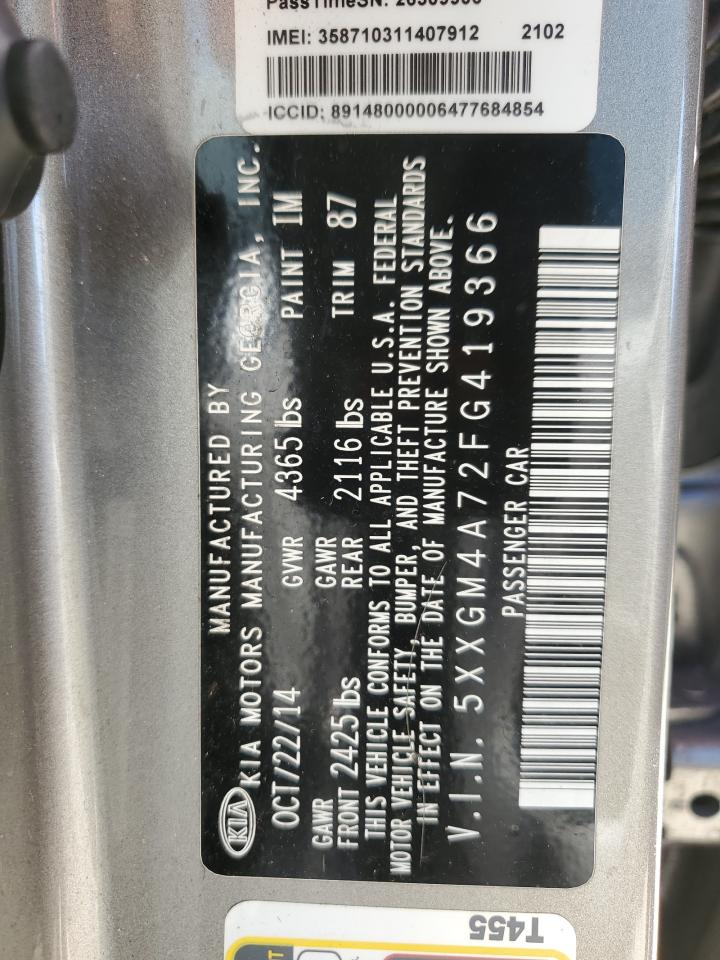 IMEI: 358710311407912 2102
ICCID: 89148000006477684854
MANUFACTURED BY
KIA KIA MOTORS MANUFACTURING GEORGIA, INC.
OCT/22/14 GVWR 4365 lbs PAINT IM
GAWR FRONT 2425 lbs GAWR REAR 2116 lbs TRIM 87
THIS VEHICLE CONFORMS TO ALL APPLICABLE U.S.A. FEDERAL
MOTOR VEHICLE SAFETY, BUMPER, AND THEFT PREVENTION STANDARDS
IN EFFECT ON THE DATE OF MANUFACTURE SHOWN ABOVE.
V.I.N. 5XXGM4A72FG419366
PASSENGER CAR
T455